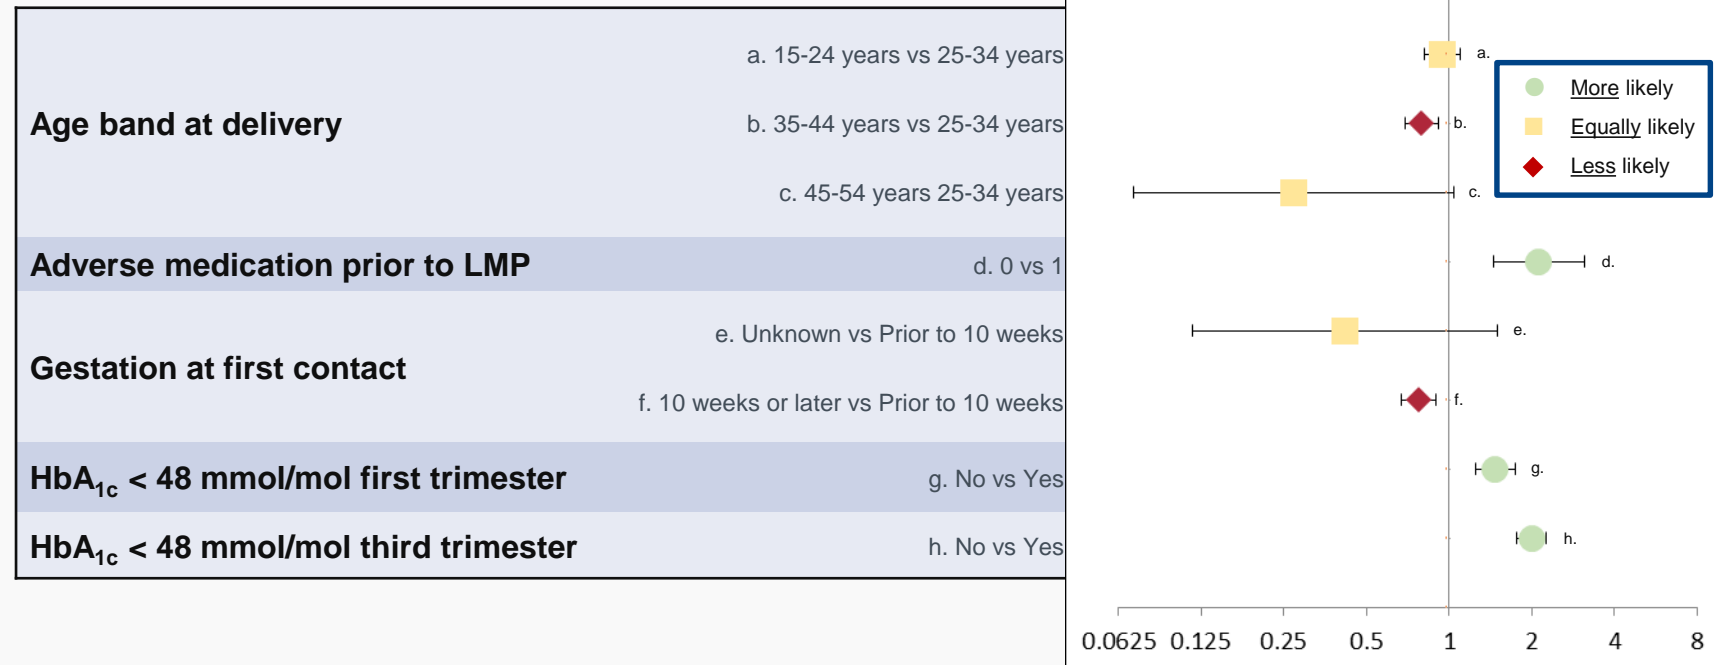 Age band at delivery
a. 15-24 years vs 25-34 years
b. 35-44 years vs 25-34 years
c. 45-54 years 25-34 years
Adverse medication prior to LMP
d. 0 vs 1
Gestation at first contact
e. Unknown vs Prior to 10 weeks
f. 10 weeks or later vs Prior to 10 weeks
HbA1c < 48 mmol/mol first trimester
g. No vs Yes
HbA1c < 48 mmol/mol third trimester
h. No vs Yes
a.
b.
c.
d.
e.
f.
g.
h.
More likely
Equally likely
Less likely
0.0625 0.125 0.25 0.5 1 2 4 8